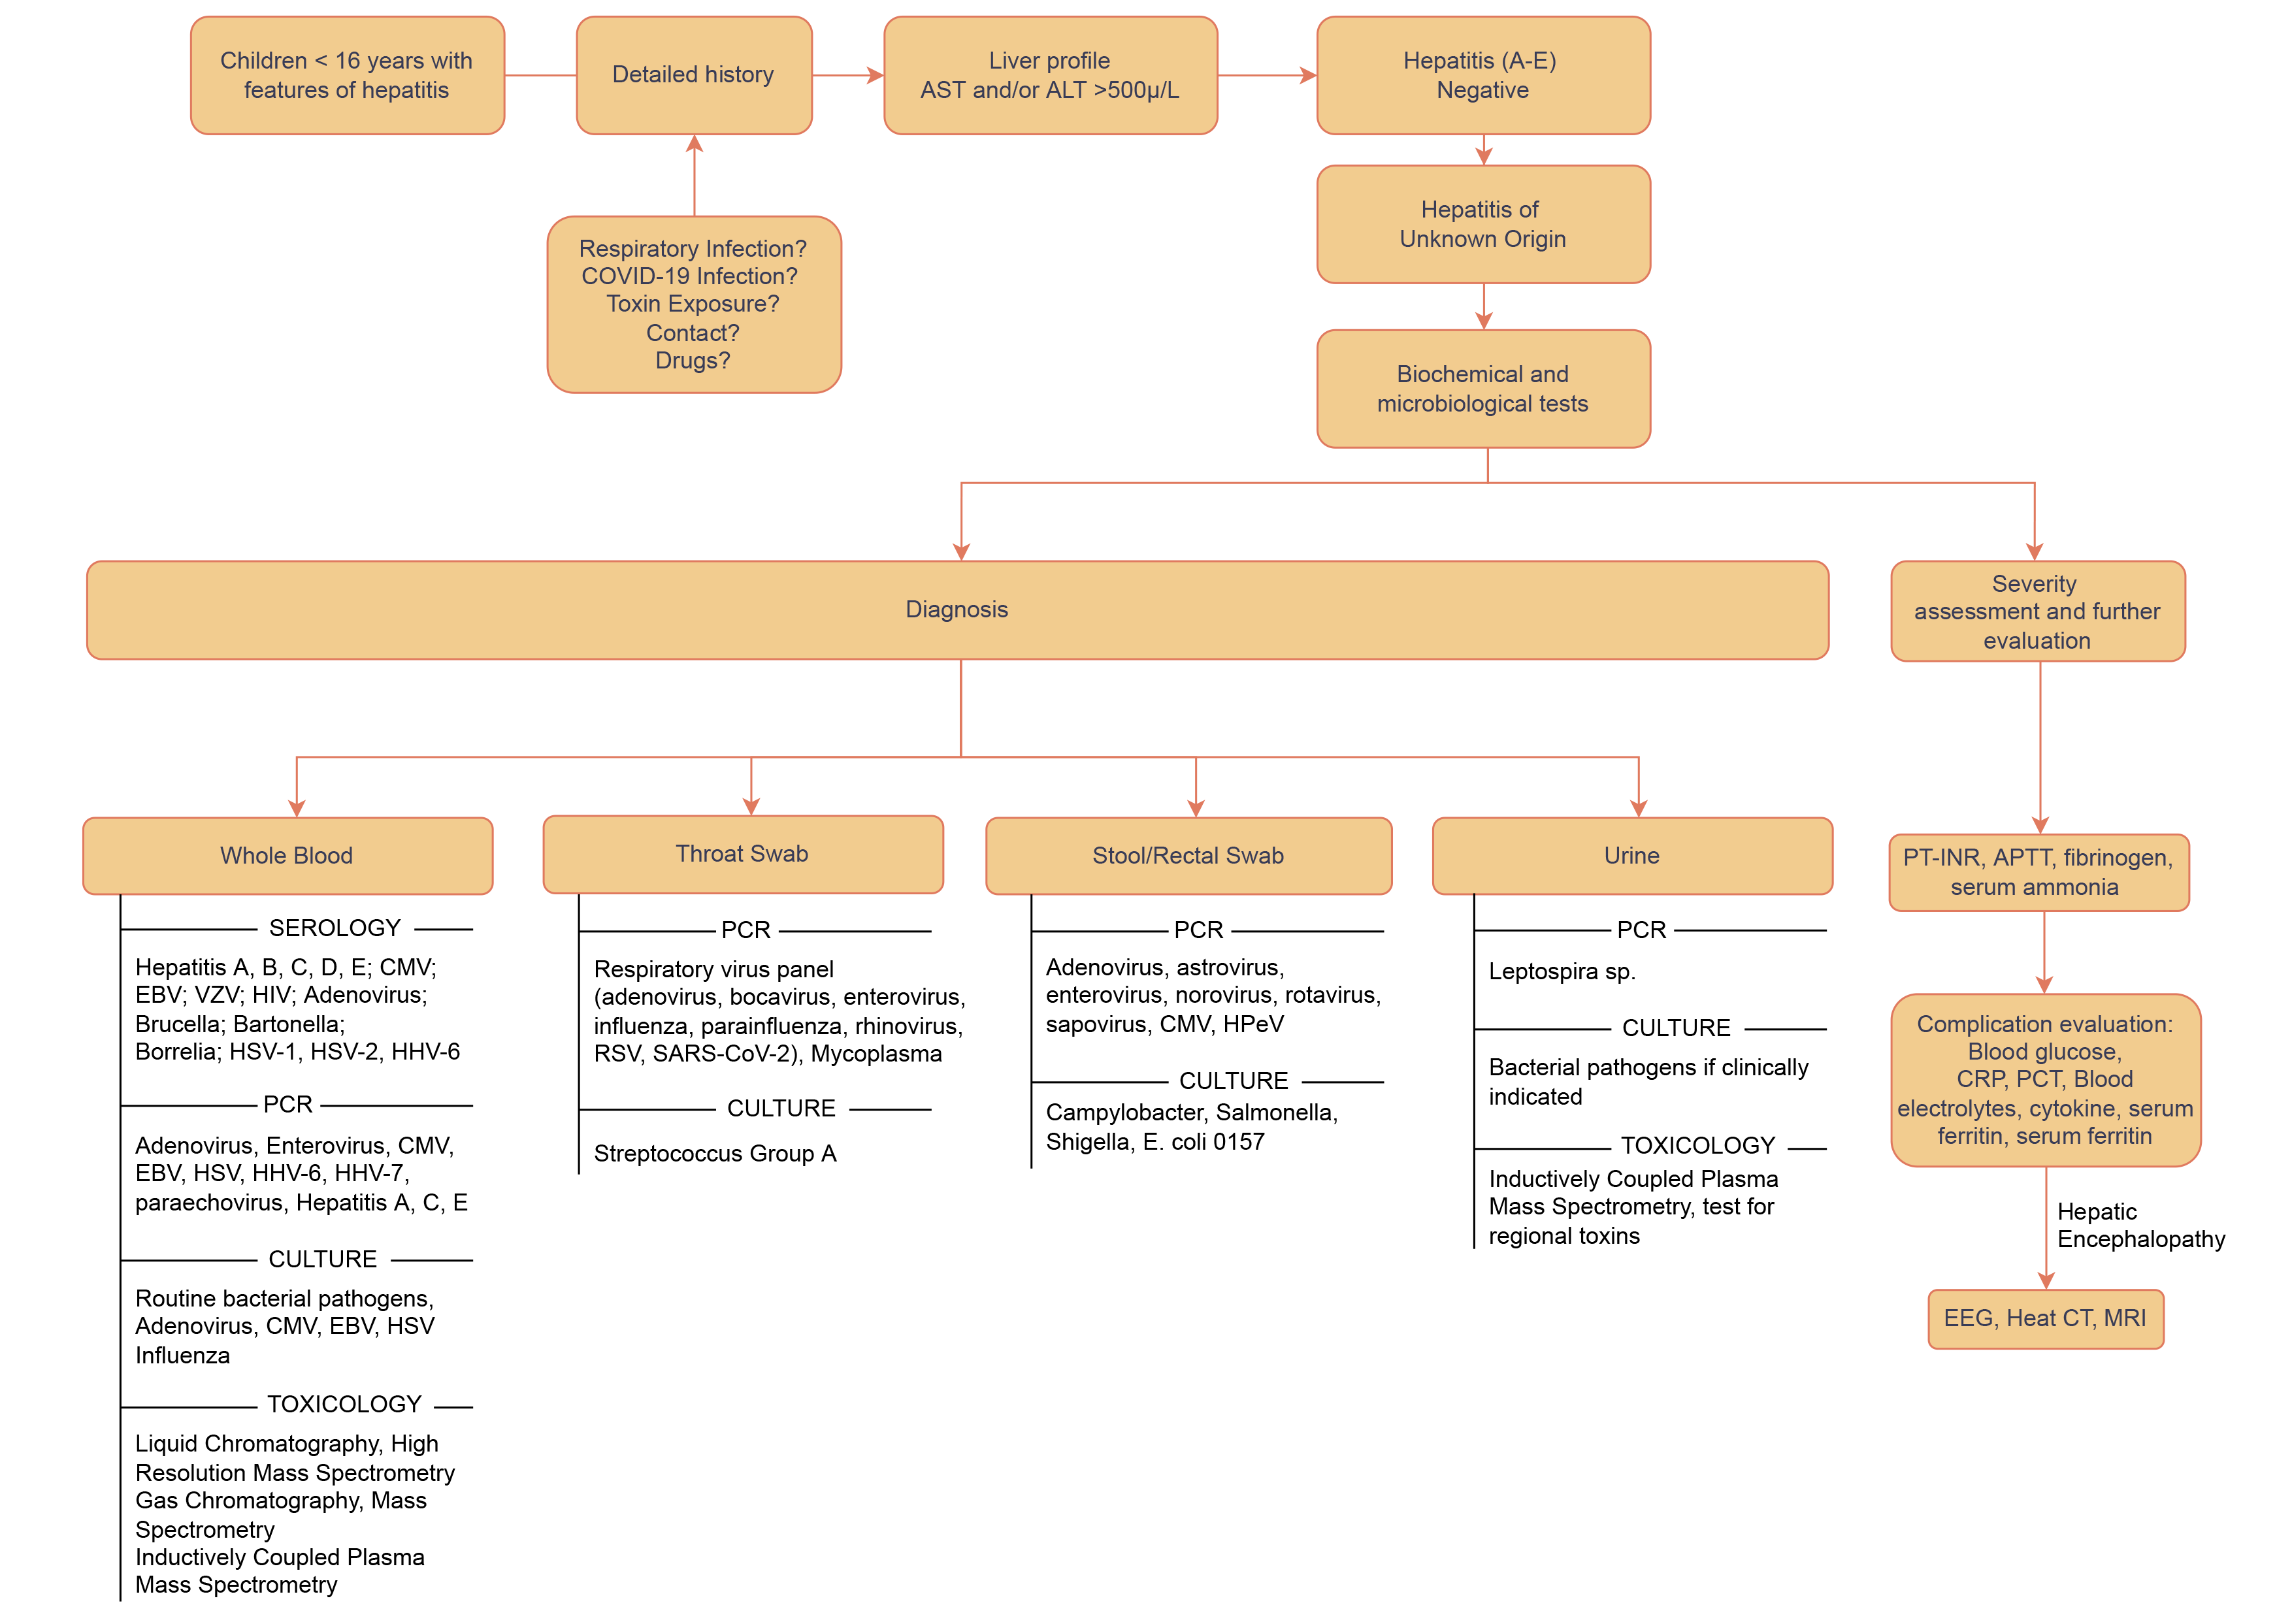 Children < 16 years with
features of hepatitis
Detailed history
Liver profile
AST and/or ALT >500µ/L
Hepatitis (A-E)
Negative
Respiratory Infection?
COVID-19 Infection?
Toxin Exposure?
Contact?
Drugs?
Hepatitis of
Unknown Origin
Biochemical and
microbiological tests
Diagnosis
Severity
assessment and further
evaluation
Whole Blood
SEROLOGY
Hepatitis A, B, C, D, E; CMV;
EBV; VZV; HIV; Adenovirus;
Brucella; Bartonella;
Borrelia; HSV-1, HSV-2, HHV-6
PCR
Adenovirus, Enterovirus, CMV,
EBV, HSV, HHV-6, HHV-7,
paraechovirus, Hepatitis A, C, E
CULTURE
Routine bacterial pathogens,
Adenovirus, CMV, EBV, HSV
Influenza
TOXICOLOGY
Liquid Chromatography, High
Resolution Mass Spectrometry
Gas Chromatography, Mass
Spectrometry
Inductively Coupled Plasma
Mass Spectrometry
Throat Swab
PCR
Respiratory virus panel
(adenovirus, bocavirus, enterovirus,
influenza, parainfluenza, rhinovirus,
RSV, SARS-CoV-2), Mycoplasma
CULTURE
Streptococcus Group A
Stool/Rectal Swab
PCR
Adenovirus, astrovirus,
enterovirus, norovirus, rotavirus,
sapovirus, CMV, HPeV
CULTURE
Campylobacter, Salmonella,
Shigella, E. coli 0157
Urine
PCR
Leptospira sp.
CULTURE
Bacterial pathogens if clinically
indicated
TOXICOLOGY
Inductively Coupled Plasma
Mass Spectrometry, test for
regional toxins
PT-INR, APTT, fibrinogen,
serum ammonia
Complication evaluation:
Blood glucose,
CRP, PCT, Blood
electrolytes, cytokine, serum
ferritin, serum ferritin
Hepatic
Encephalopathy
EEG, Heat CT, MRI